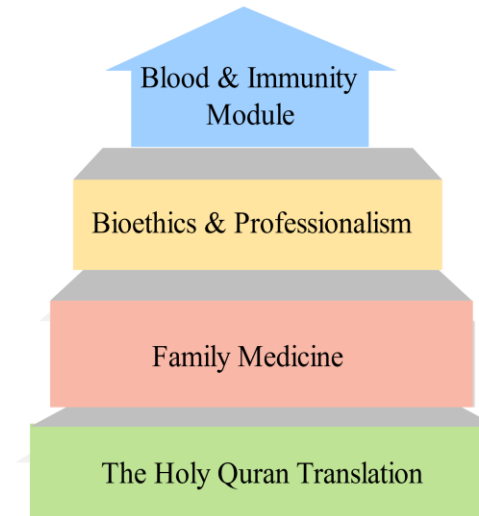 Blood & Immunity
Module
Bioethics & Professionalism
Family Medicine
The Holy Quran Translation